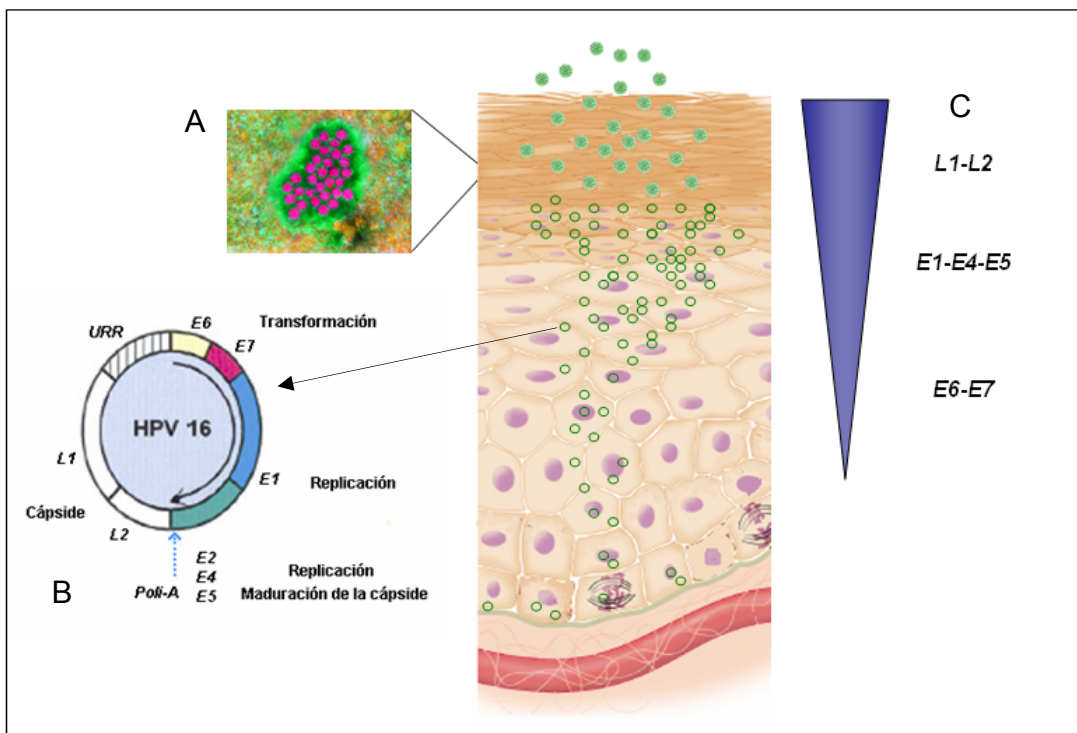 A
C
L1-L2
E1-E4-E5
E6-E7
URR
E6
E7
Transformación
HPV 16
L1
E1
Replicación
Cápside
L2
E2
E4
E5
Replicación
Maduración de la cápside
Poli-A
B